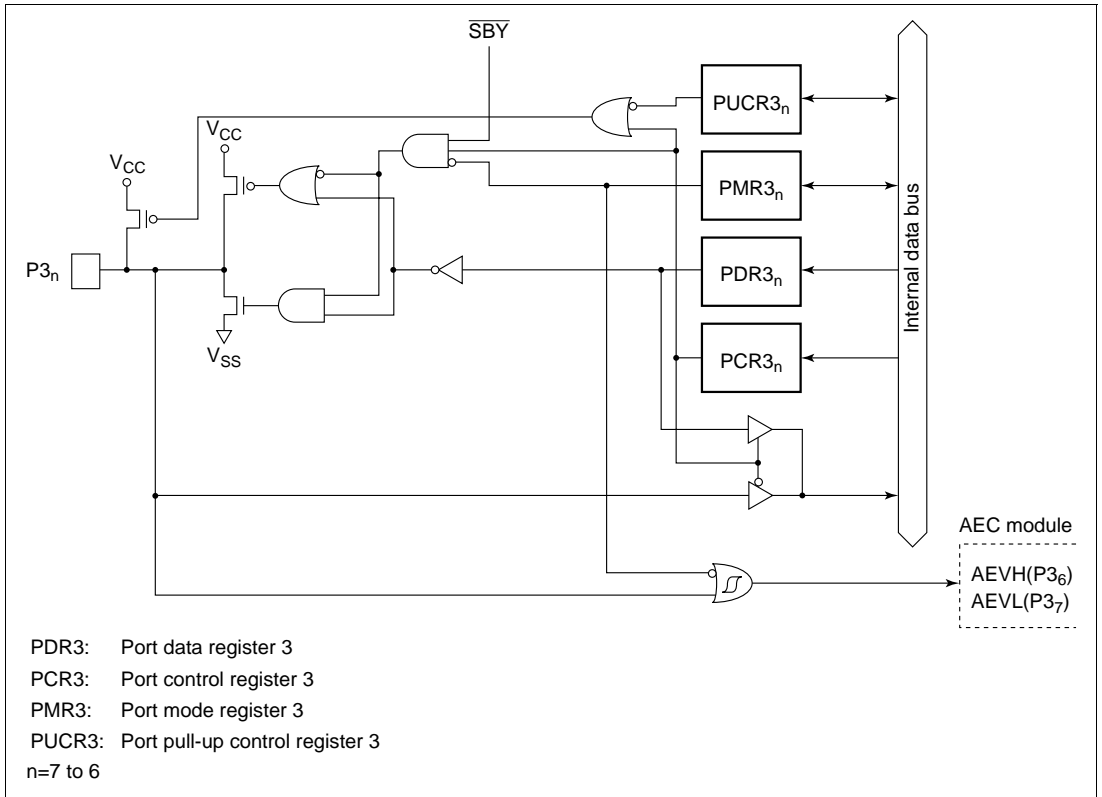 SBY
PUCR3n
VCC
VCC
PMR3n
P3n
PDR3n
Internal data bus
VSS
PCR3n
AEC module
AEVH(P36)
AEVL(P37)
PDR3: Port data register 3
PCR3: Port control register 3
PMR3: Port mode register 3
PUCR3: Port pull-up control register 3
n=7 to 6